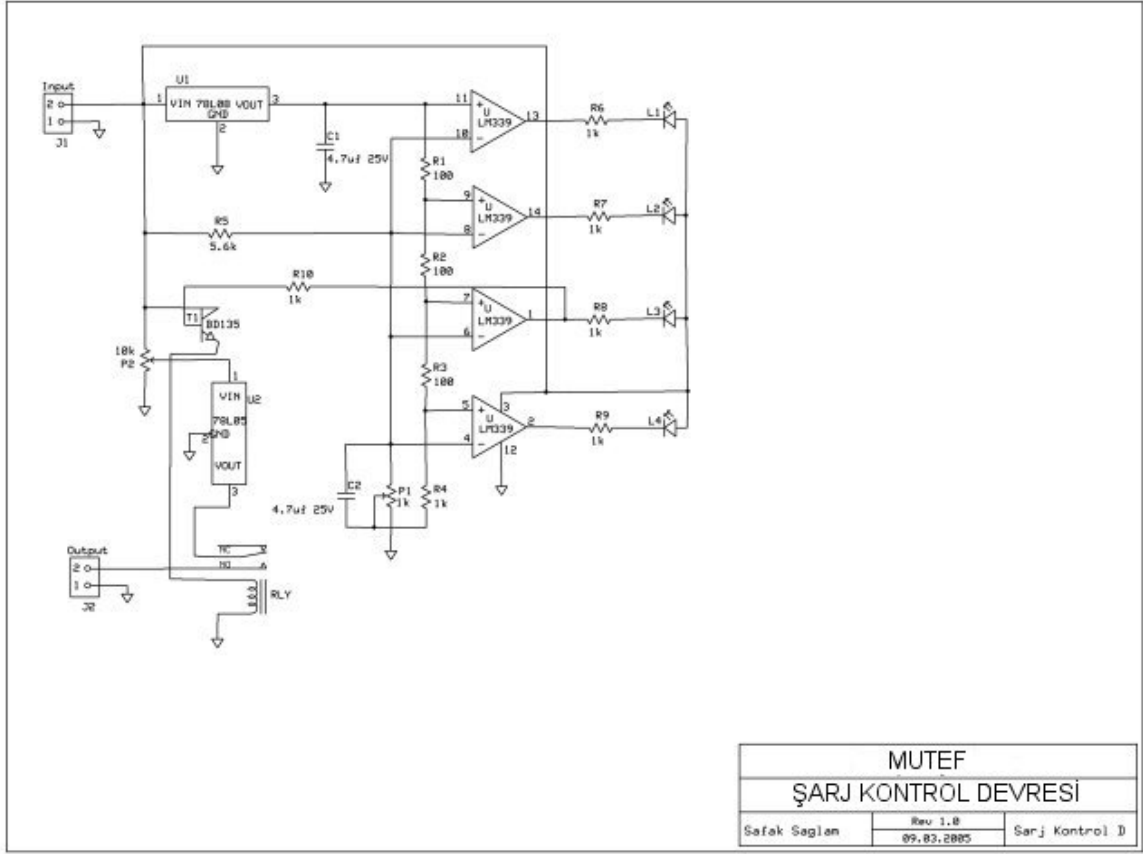 Input
2
1
J1
U1
1 VIN 78L08 VOUT 3
GND
2
C1
4.7uf 25V
R1
100
R2
100
R3
100
R4
1k
R5
5.6k
R10
1k
T1
BD135
10k
P2
1
VIN
U2
78L05
2 GND
VOUT
3
C2
4.7uf 25V
P1
1k
11
10
+
-
U
LM339
13
R6
1k
L1
9
8
+
-
U
LM339
14
R7
1k
L2
7
6
+
-
U
LM339
1
R8
1k
L3
5
4
+
-
U
LM339
3
2
12
R9
1k
L4
Output
2
1
J2
NC
NO
RLY
MUTEF
ŞARJ KONTROL DEVRESİ
Safak Saglam
Rev 1.0
09.03.2005
Sarj Kontrol D